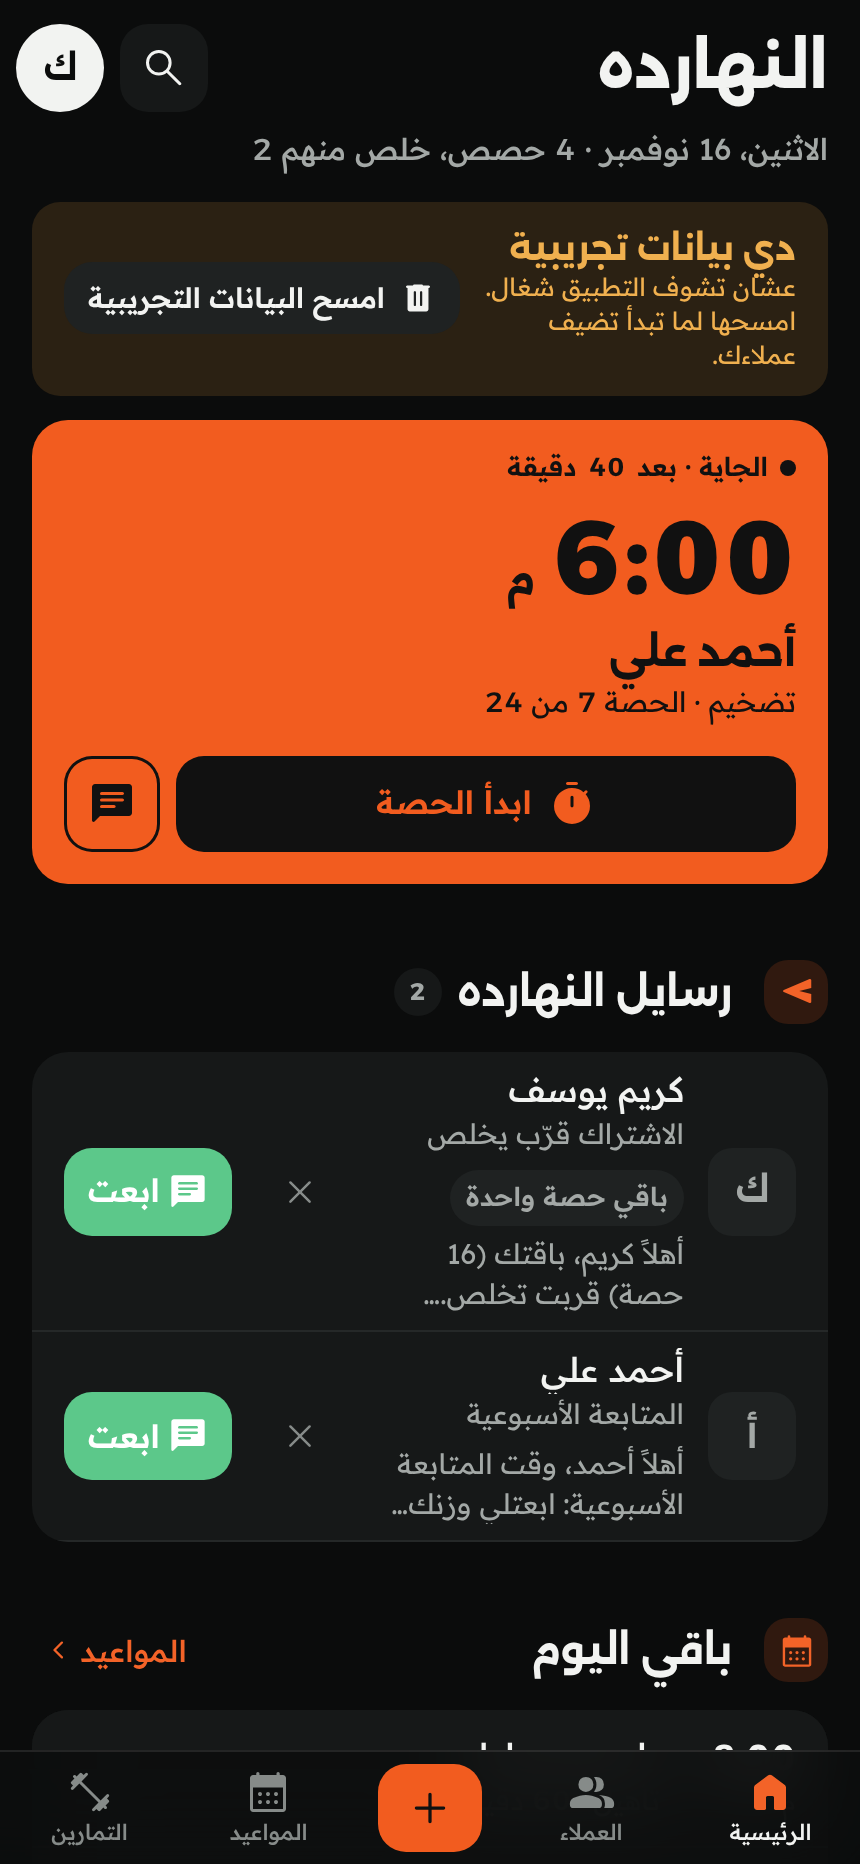 النهارده
ك
الاثنين، 16 نوفمبر · 4 حصص، خلص منهم 2
دي بيانات تجريبية
عشان تشوف التطبيق شغال.
امسحها لما تبدأ تضيف
عملاءك.
امسح البيانات التجريبية
الجاية · بعد 40 دقيقة
6:00 م
أحمد علي
تضخيم · الحصة 7 من 24
ابدأ الحصة
رسايل النهارده 2
ك
كريم يوسف
الاشتراك قرّب يخلص
باقي حصة واحدة
أهلاً كريم، باقتك (16
حصة) قربت تخلص....
ابعت
أ
أحمد علي
المتابعة الأسبوعية
أهلاً أحمد، وقت المتابعة
الأسبوعية: ابعتلي وزنك...
ابعت
باقي اليوم
المواعيد
الرئيسية
العملاء
المواعيد
التمارين